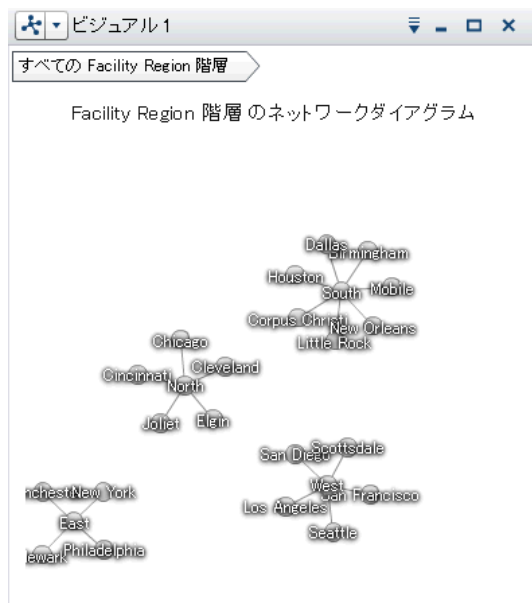 ビジュアル 1
すべての Facility Region 階層
Facility Region 階層 のネットワークダイアグラム
Dallas
Birmingham
Houston
South
Mobile
Corpus Christi
New Orleans
Little Rock
Chicago
Cincinnati
Cleveland
North
Joliet
Elgin
San Diego
Scottsdale
West
San Francisco
Los Angeles
Seattle
nchest
New York
East
lewark
Philadelphia